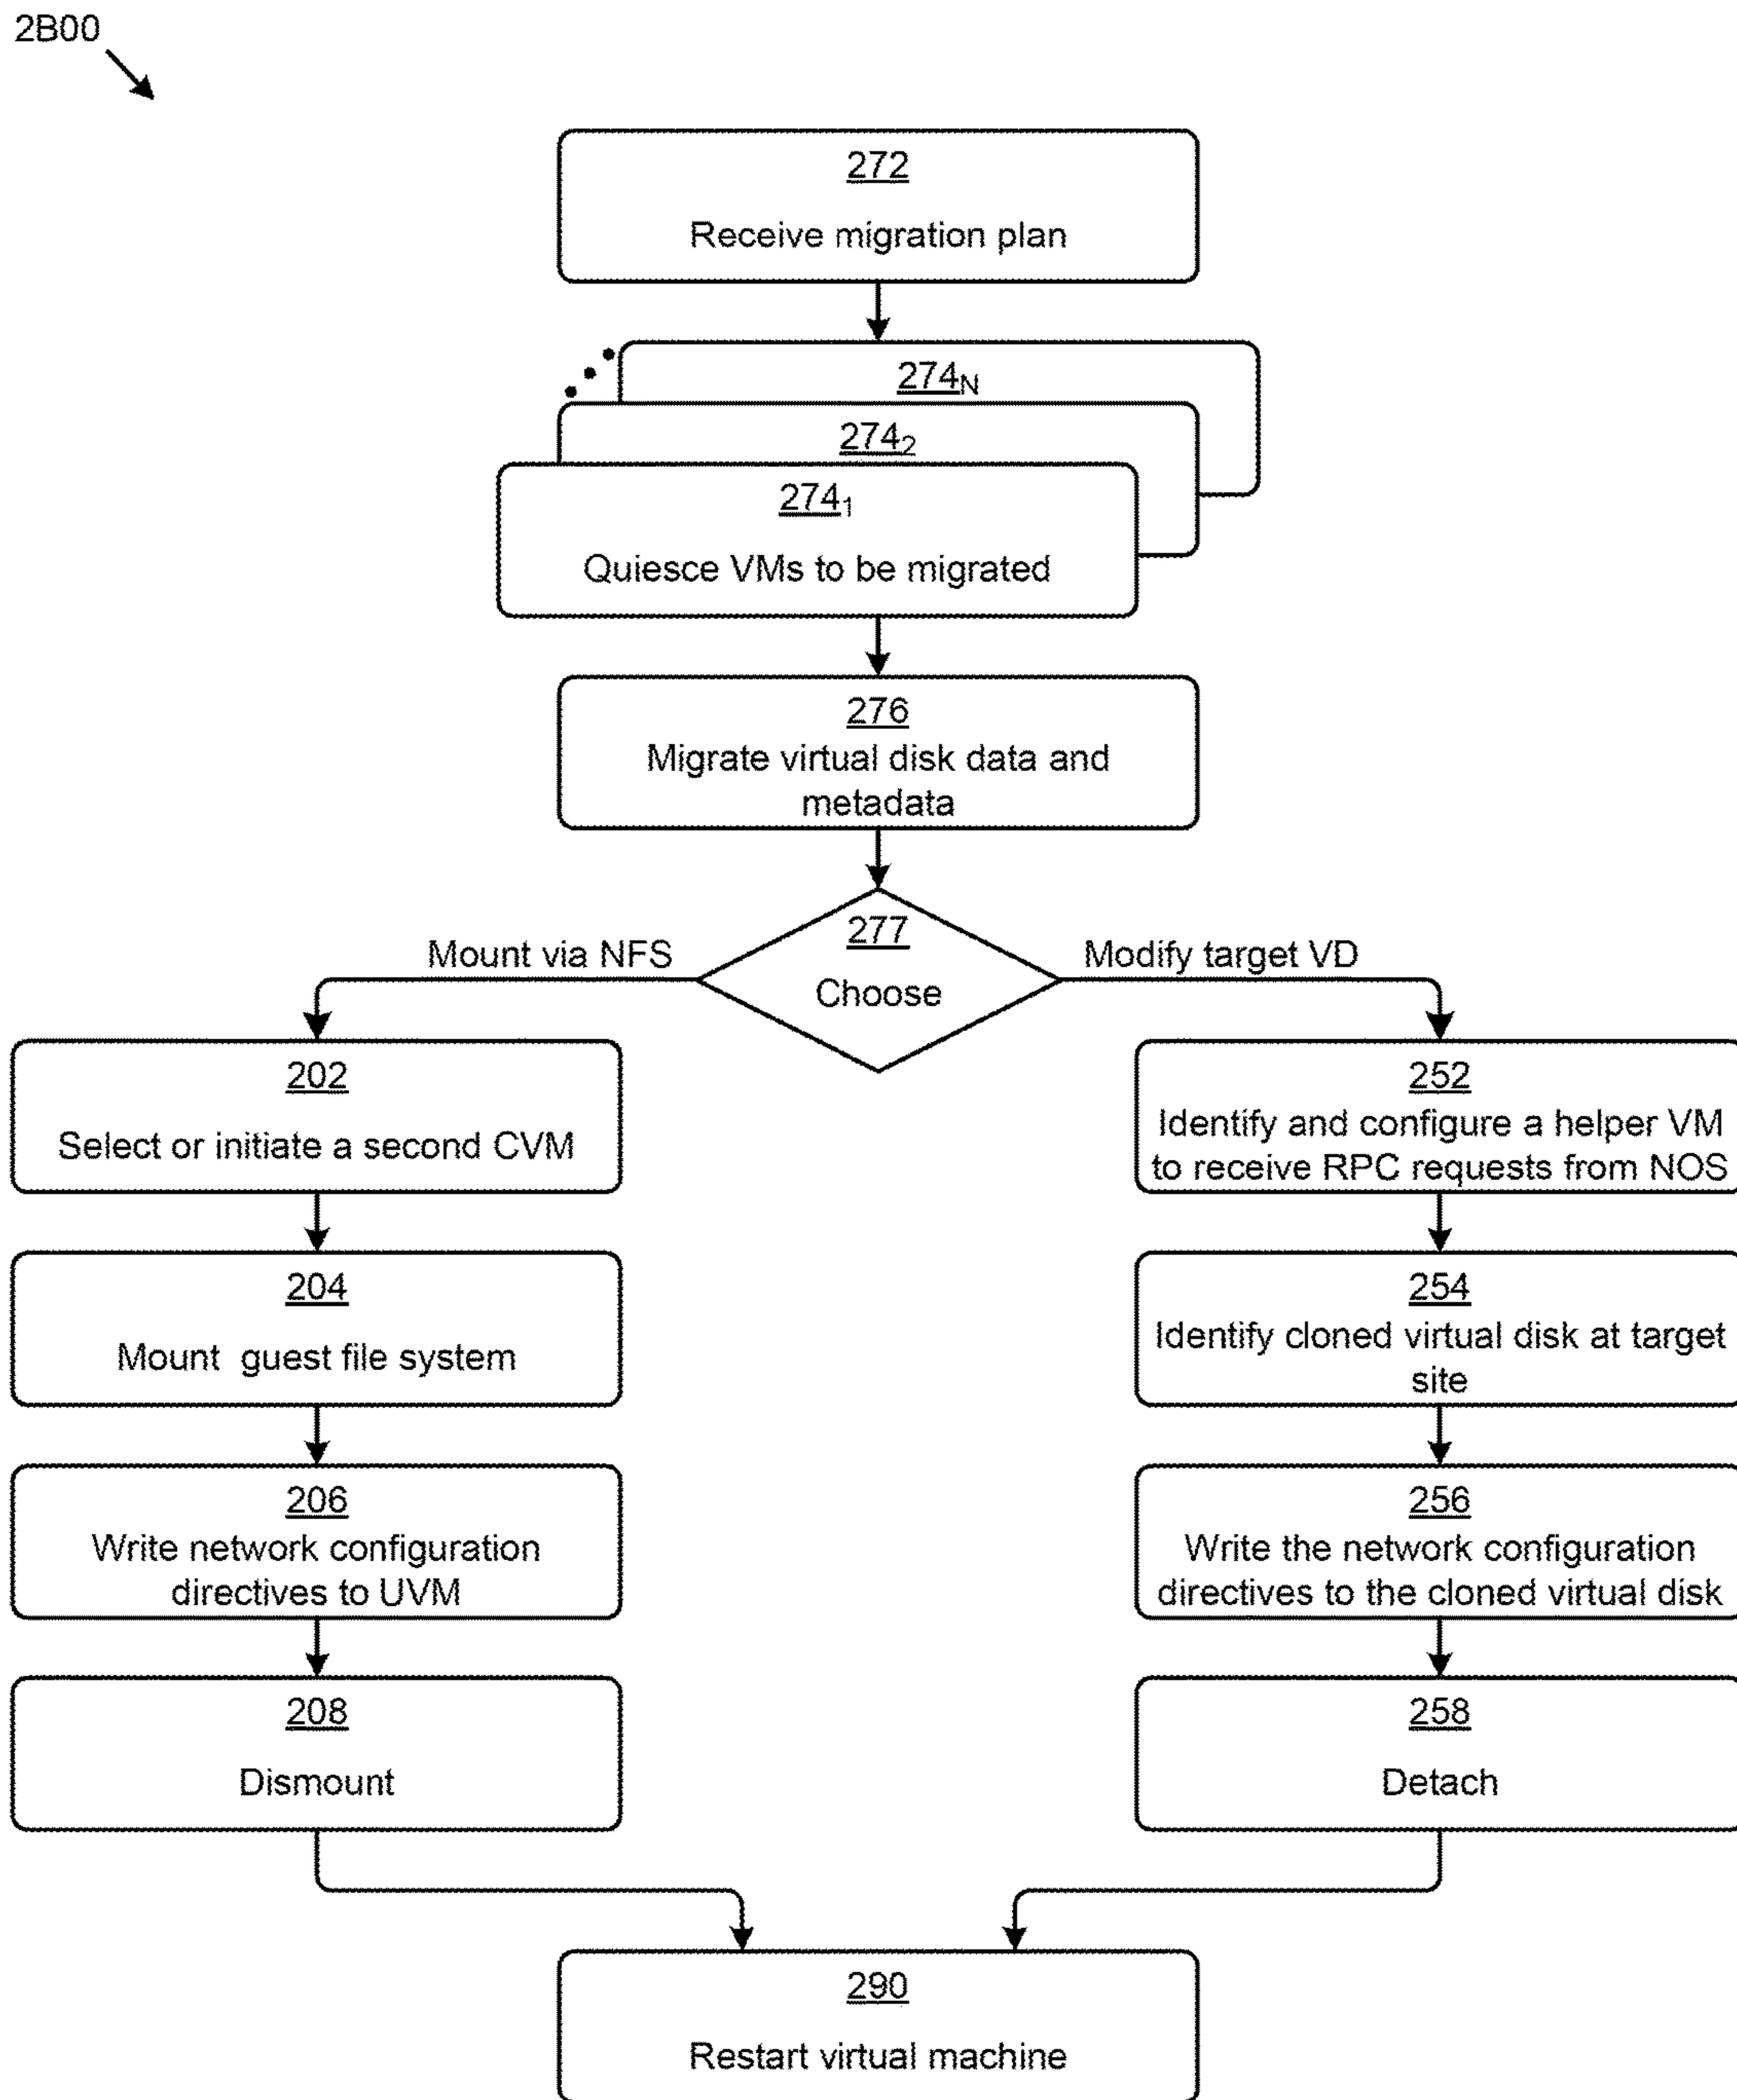 2B00
272
Receive migration plan
274N
2742
2741
Quiesce VMs to be migrated
276
Migrate virtual disk data and
metadata
277
Choose
Mount via NFS
Modify target VD
202
Select or initiate a second CVM
204
Mount guest file system
206
Write network configuration
directives to UVM
208
Dismount
252
Identify and configure a helper VM
to receive RPC requests from NOS
254
Identify cloned virtual disk at target
site
256
Write the network configuration
directives to the cloned virtual disk
258
Detach
290
Restart virtual machine